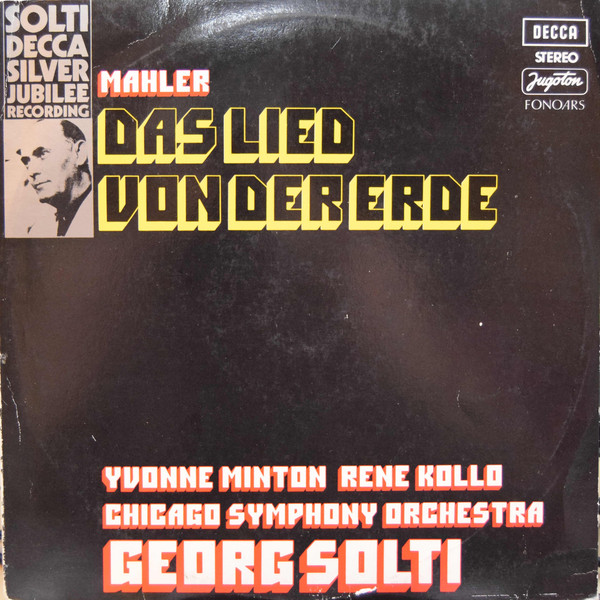 SOLTI
DECCA
SILVER
JUBILEE
RECORDING
DECCA
STEREO
Jugoton
FONOARS
MAHLER
DAS LIED
VON DER ERDE
YVONNE MINTON RENE KOLLO
CHICAGO SYMPHONY ORCHESTRA
GEORG SOLTI